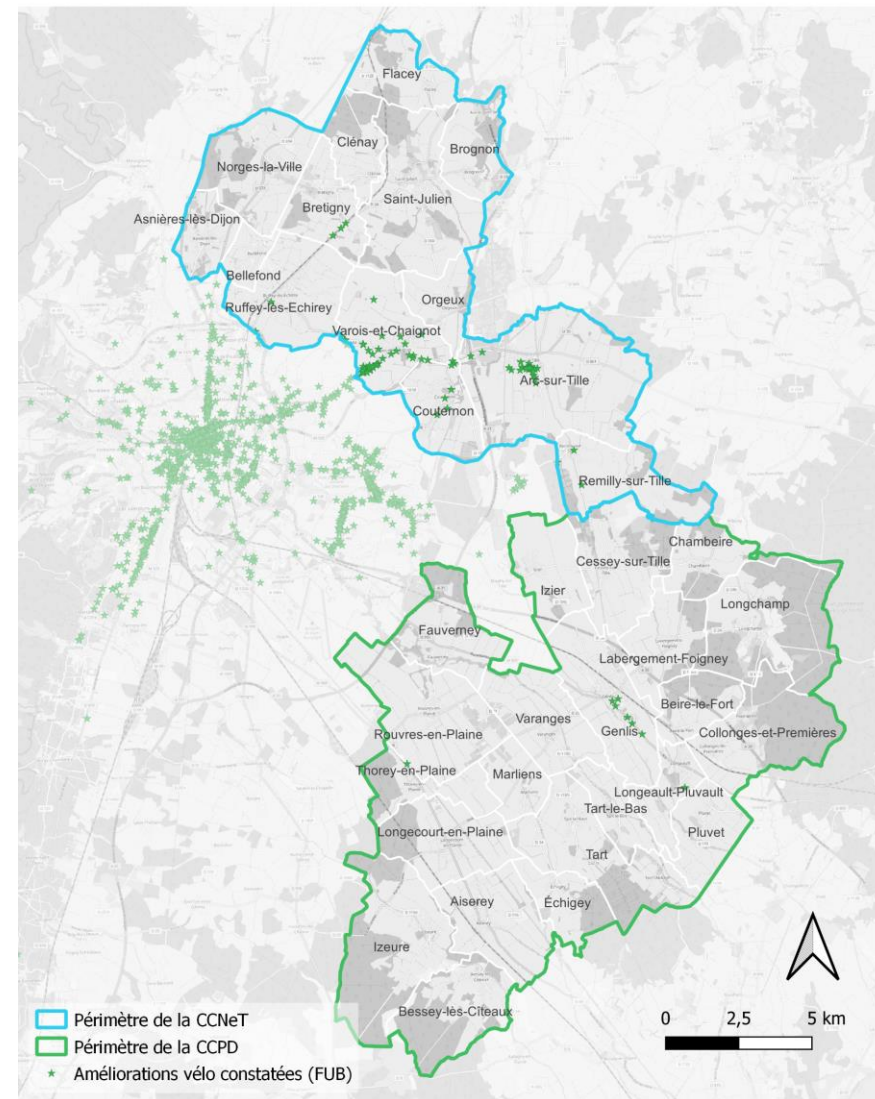 Flacey
Clénay
Brognon
Norges-la-Ville
Saint-Julien
Bretigny
Asnières-lès-Dijon
Bellefond
Orgeux
Ruffey-lès-Echirey
Varois-et-Chaignot
Arc-sur-Tille
Couternon
Remilly-sur-Tille
Chambeire
Cessey-sur-Tille
Izier
Longchamp
Fauverney
Labergement-Foigney
Beire-le-Fort
Varanges
Rouvres-en-Plaine
Genlis
Collonges-et-Premières
Thorey-en-Plaine
Marliens
Longeault-Pluvault
Tart-le-Bas
Longecourt-en-Plaine
Pluvet
Tart
Aiserey
Échigey
Izeure
Bessey-lès-Cîteaux
Périmètre de la CCNeT
Périmètre de la CCPD
Améliorations vélo constatées (FUB)
0 2,5 5 km